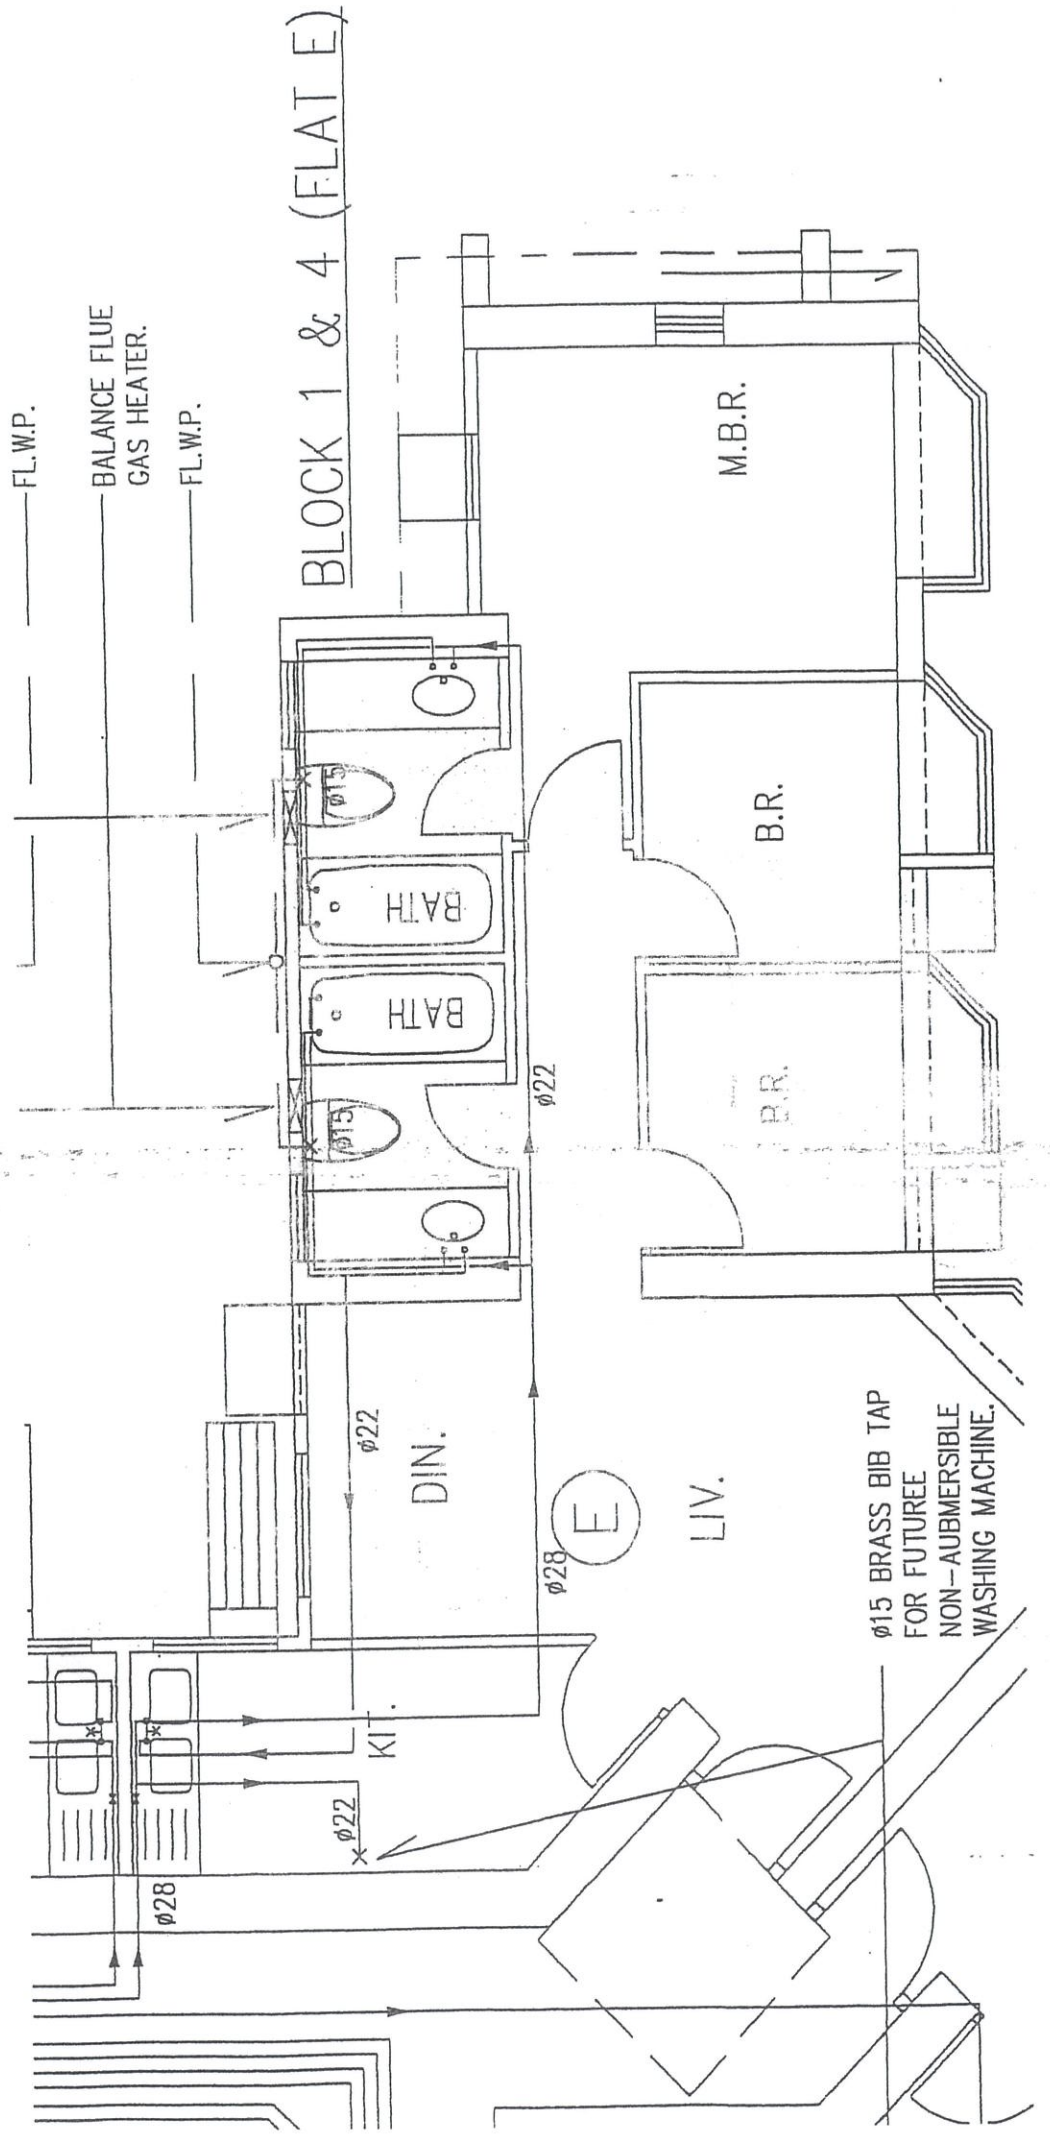 FL.W.P.
BALANCE FLUE
GAS HEATER.
FL.W.P.
BLOCK 1 & 4 (FLAT E)
ø15
ø15
BATH
BATH
M.B.R.
B.R.
B.R.
ø22
ø22
DIN.
E
LIV.
ø28
KIT.
ø22
ø28
ø15 BRASS BIB TAP
FOR FUTUREE
NON-AUBMERSIBLE
WASHING MACHINE.